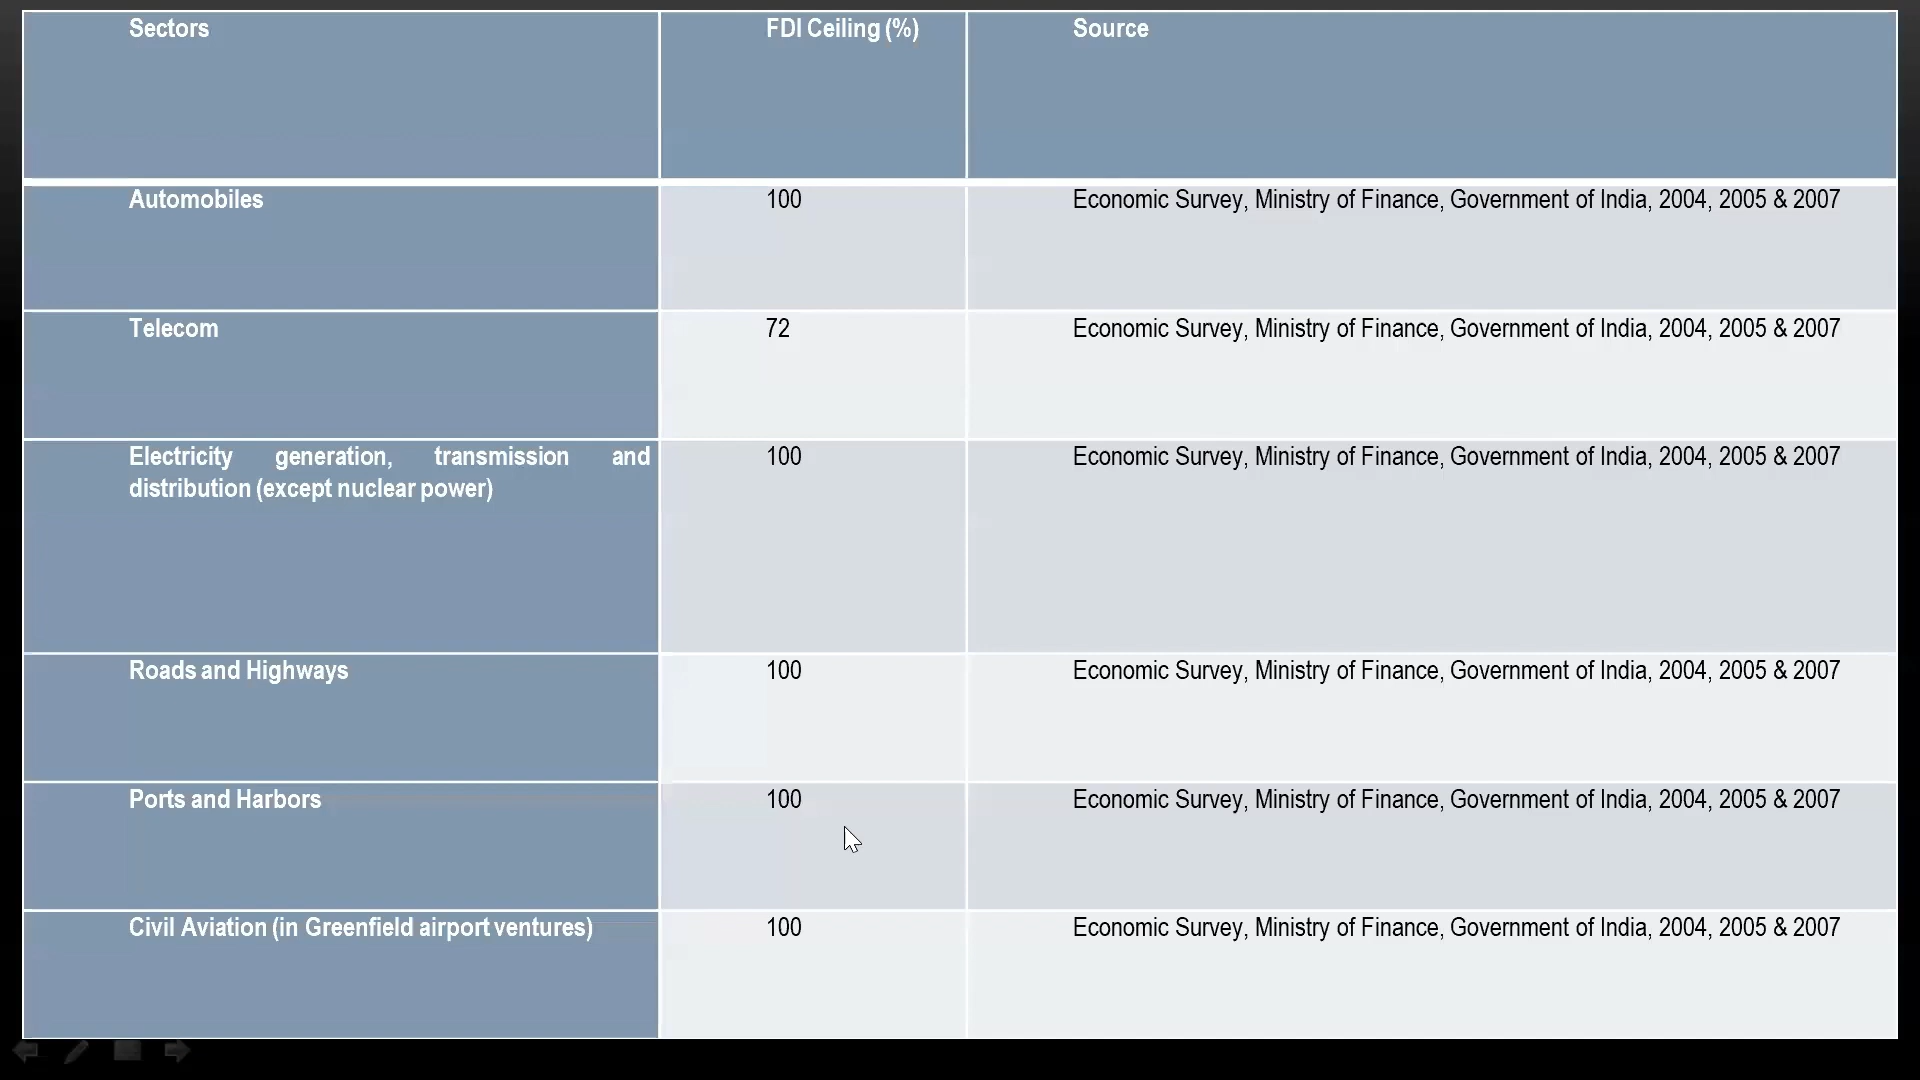 Sectors FDI Ceiling (%) Source
Automobiles 100 Economic Survey, Ministry of Finance, Government of India, 2004, 2005 & 2007
Telecom 72 Economic Survey, Ministry of Finance, Government of India, 2004, 2005 & 2007
Electricity generation, transmission and 100 Economic Survey, Ministry of Finance, Government of India, 2004, 2005 & 2007
distribution (except nuclear power)
Roads and Highways 100 Economic Survey, Ministry of Finance, Government of India, 2004, 2005 & 2007
Ports and Harbors 100 Economic Survey, Ministry of Finance, Government of India, 2004, 2005 & 2007
Civil Aviation (in Greenfield airport ventures) 100 Economic Survey, Ministry of Finance, Government of India, 2004, 2005 & 2007